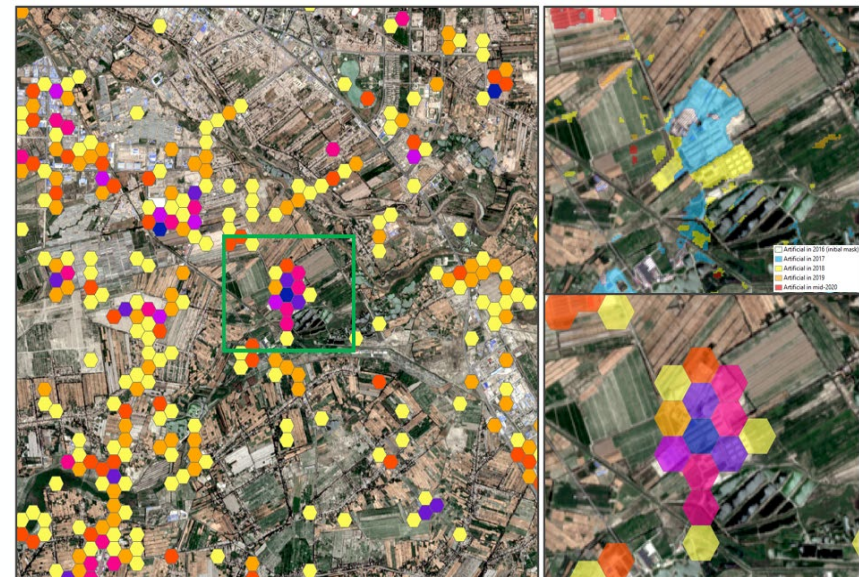 Artificial in 2016 (initial mask)
Artificial in 2017
Artificial in 2018
Artificial in 2019
Artificial in mid-2020